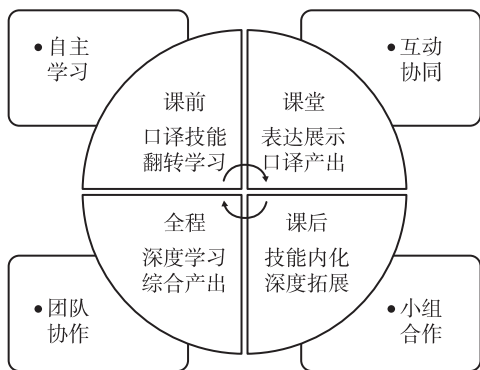 • 自主
学习
• 互动
协同
课前
口译技能
翻转学习
课堂
表达展示
口译产出
全程
深度学习
综合产出
课后
技能内化
深度拓展
• 团队
协作
• 小组
合作